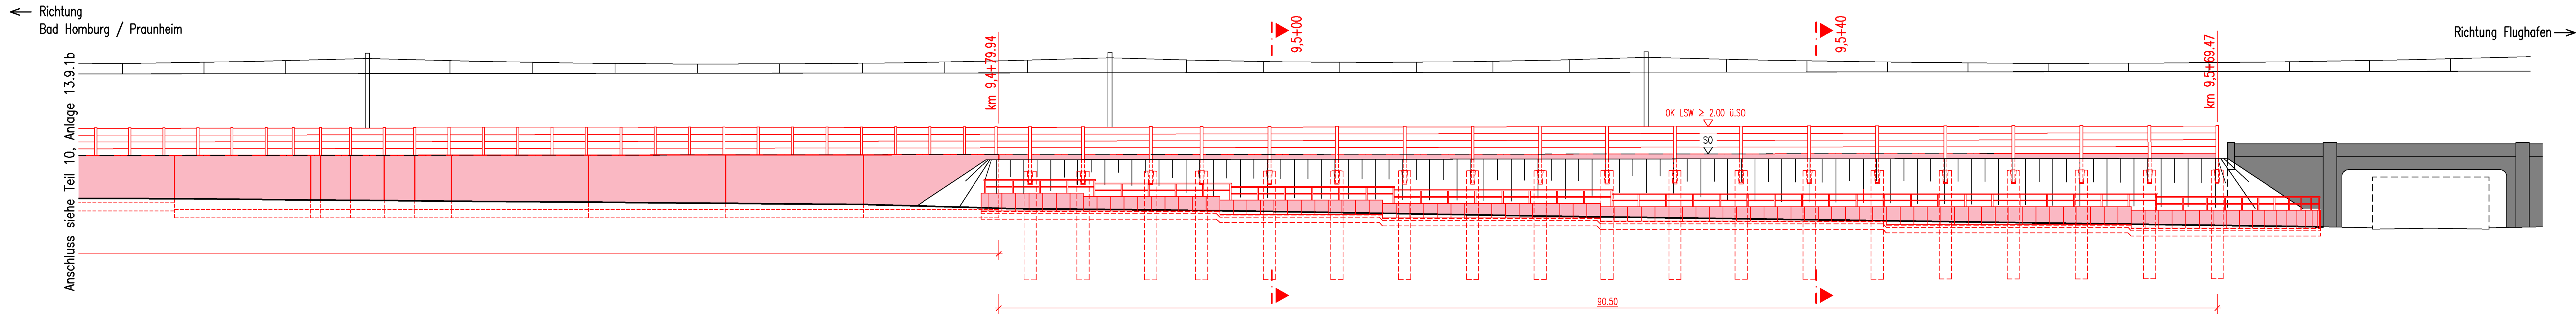 Richtung
Bad Homburg / Praunheim
Richtung Flughafen
Anschluss siehe Teil 10, Anlage 13.9.1b
km 9,4+79.94
9,5+00
9,5+40
km 9,5+69.47
OK LSW ≥ 2.00 ü.SO
SO
90.50